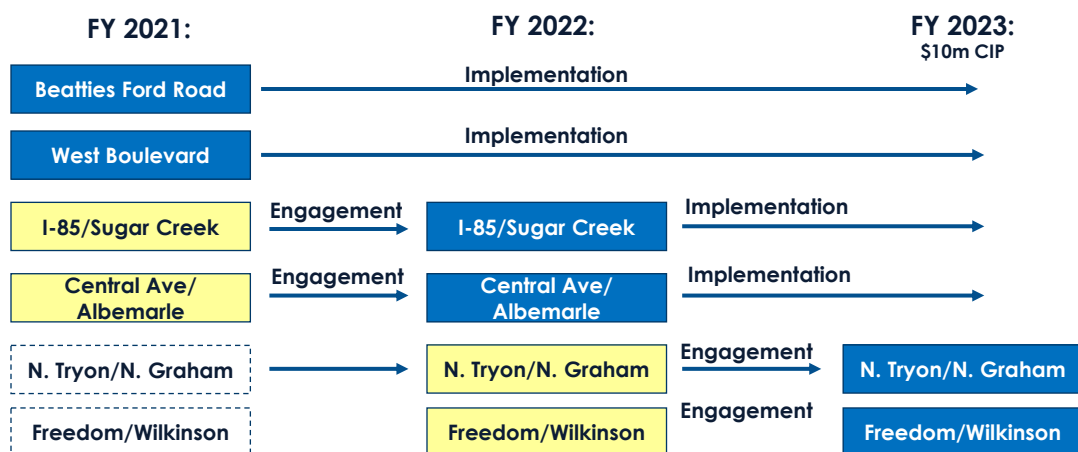 FY 2021:
FY 2022:
FY 2023:
$10m CIP
Beatties Ford Road
Implementation
West Boulevard
Implementation
I-85/Sugar Creek
Engagement
I-85/Sugar Creek
Implementation
Central Ave/
Albemarle
Engagement
Central Ave/
Albemarle
Implementation
N. Tryon/N. Graham
N. Tryon/N. Graham
Engagement
N. Tryon/N. Graham
Freedom/Wilkinson
Freedom/Wilkinson
Engagement
Freedom/Wilkinson